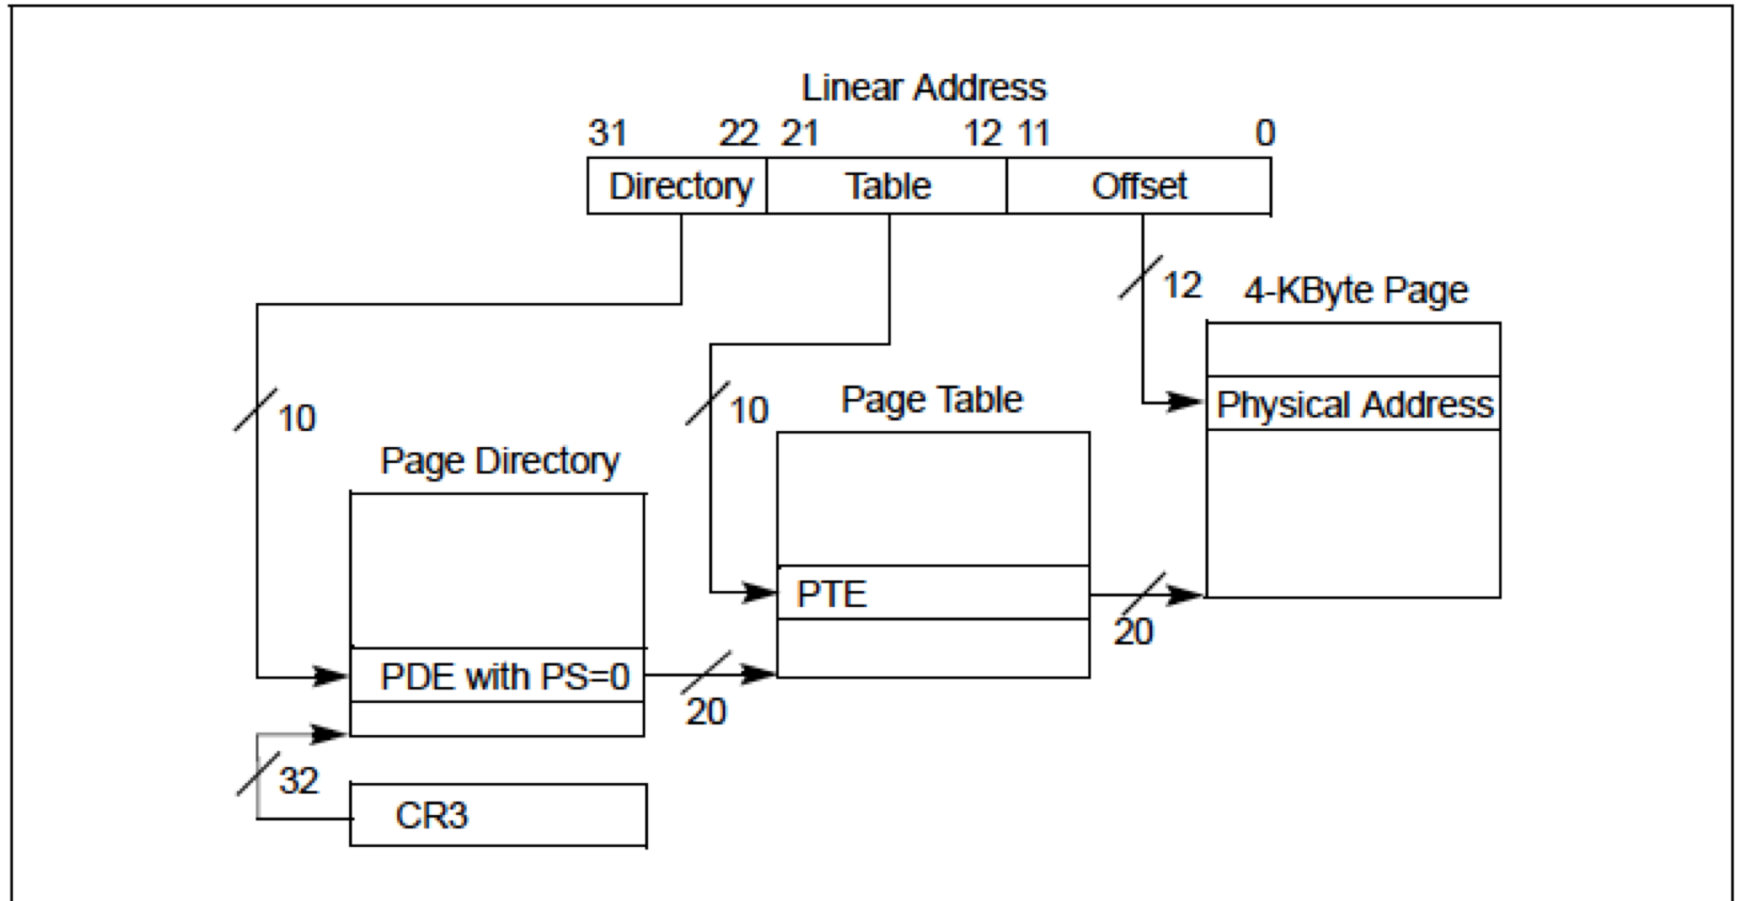 Linear Address
31 22 21 12 11 0
Directory Table Offset
12
4-KByte Page
Physical Address
10
10
Page Table
Page Directory
PTE
20
PDE with PS=0
20
32
CR3